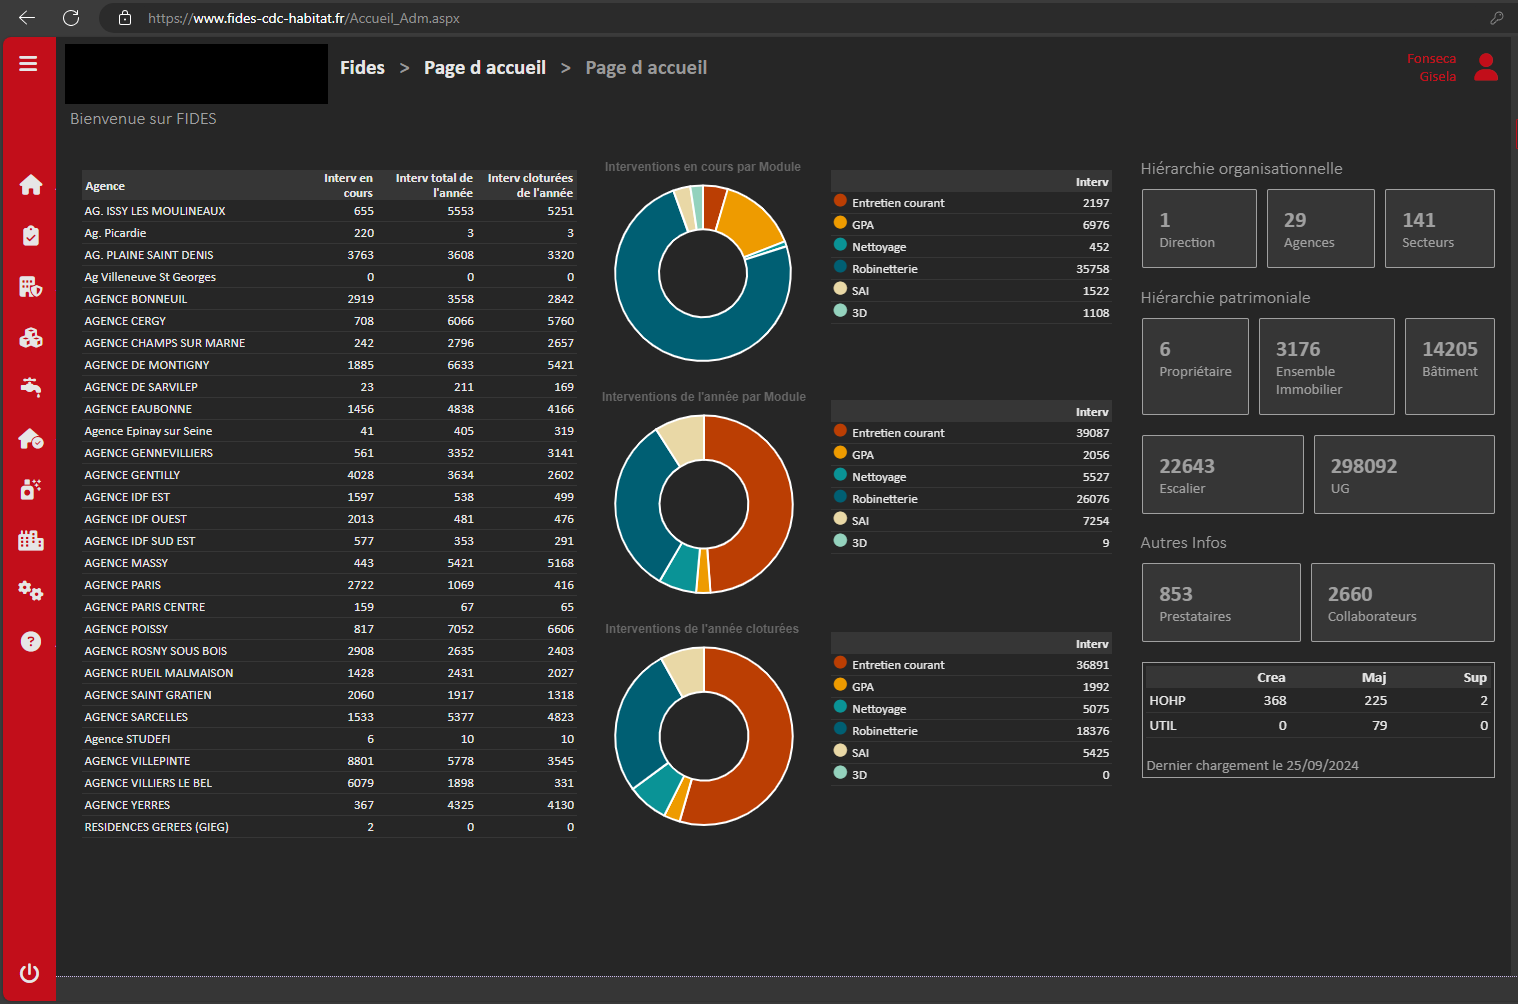 https://www.fides-cdc-habitat.fr/Accueil_Adm.aspx
Fides > Page d accueil > Page d accueil
Fonseca
Gisela
Bienvenue sur FIDES
Agence Interv en cours Interv total de l'année Interv cloturées de l'année
AG. ISSY LES MOULINEAUX 655 5553 5251
Ag. Picardie 220 3 3
AG. PLAINE SAINT DENIS 3763 3608 3320
Ag Villeneuve St Georges 0 0 0
AGENCE BONNEUIL 2919 3558 2842
AGENCE CERGY 708 6066 5760
AGENCE CHAMPS SUR MARNE 242 2796 2657
AGENCE DE MONTIGNY 1885 6633 5421
AGENCE DE SARVILEP 23 211 169
AGENCE EAUBONNE 1456 4838 4166
Agence Epinay sur Seine 41 405 319
AGENCE GENNEVILLIERS 561 3352 3141
AGENCE GENTILLY 4028 3634 2602
AGENCE IDF EST 1597 538 499
AGENCE IDF OUEST 2013 481 476
AGENCE IDF SUD EST 577 353 291
AGENCE MASSY 443 5421 5168
AGENCE PARIS 2722 1069 416
AGENCE PARIS CENTRE 159 67 65
AGENCE POISSY 817 7052 6606
AGENCE ROSNY SOUS BOIS 2908 2635 2403
AGENCE RUEIL MALMAISON 1428 2431 2027
AGENCE SAINT GRATIEN 2060 1917 1318
AGENCE SARCELLES 1533 5377 4823
Agence STUDEFI 6 10 10
AGENCE VILLEPINTE 8801 5778 3545
AGENCE VILLIERS LE BEL 6079 1898 331
AGENCE YERRES 367 4325 4130
RESIDENCES GEREES (GIEG) 2 0 0
Interventions en cours par Module
Interv
Entretien courant 2197
GPA 6976
Nettoyage 452
Robinetterie 35758
SAI 1522
3D 1108
Interventions de l'année par Module
Interv
Entretien courant 39087
GPA 2056
Nettoyage 5527
Robinetterie 26076
SAI 7254
3D 9
Interventions de l'année cloturées
Interv
Entretien courant 36891
GPA 1992
Nettoyage 5075
Robinetterie 18376
SAI 5425
3D 0
Hiérarchie organisationnelle
1 Direction
29 Agences
141 Secteurs
Hiérarchie patrimoniale
6 Propriétaire
3176 Ensemble Immobilier
14205 Bâtiment
22643 Escalier
298092 UG
Autres Infos
853 Prestataires
2660 Collaborateurs
Crea Maj Sup
HOHP 368 225 2
UTIL 0 79 0
Dernier chargement le 25/09/2024